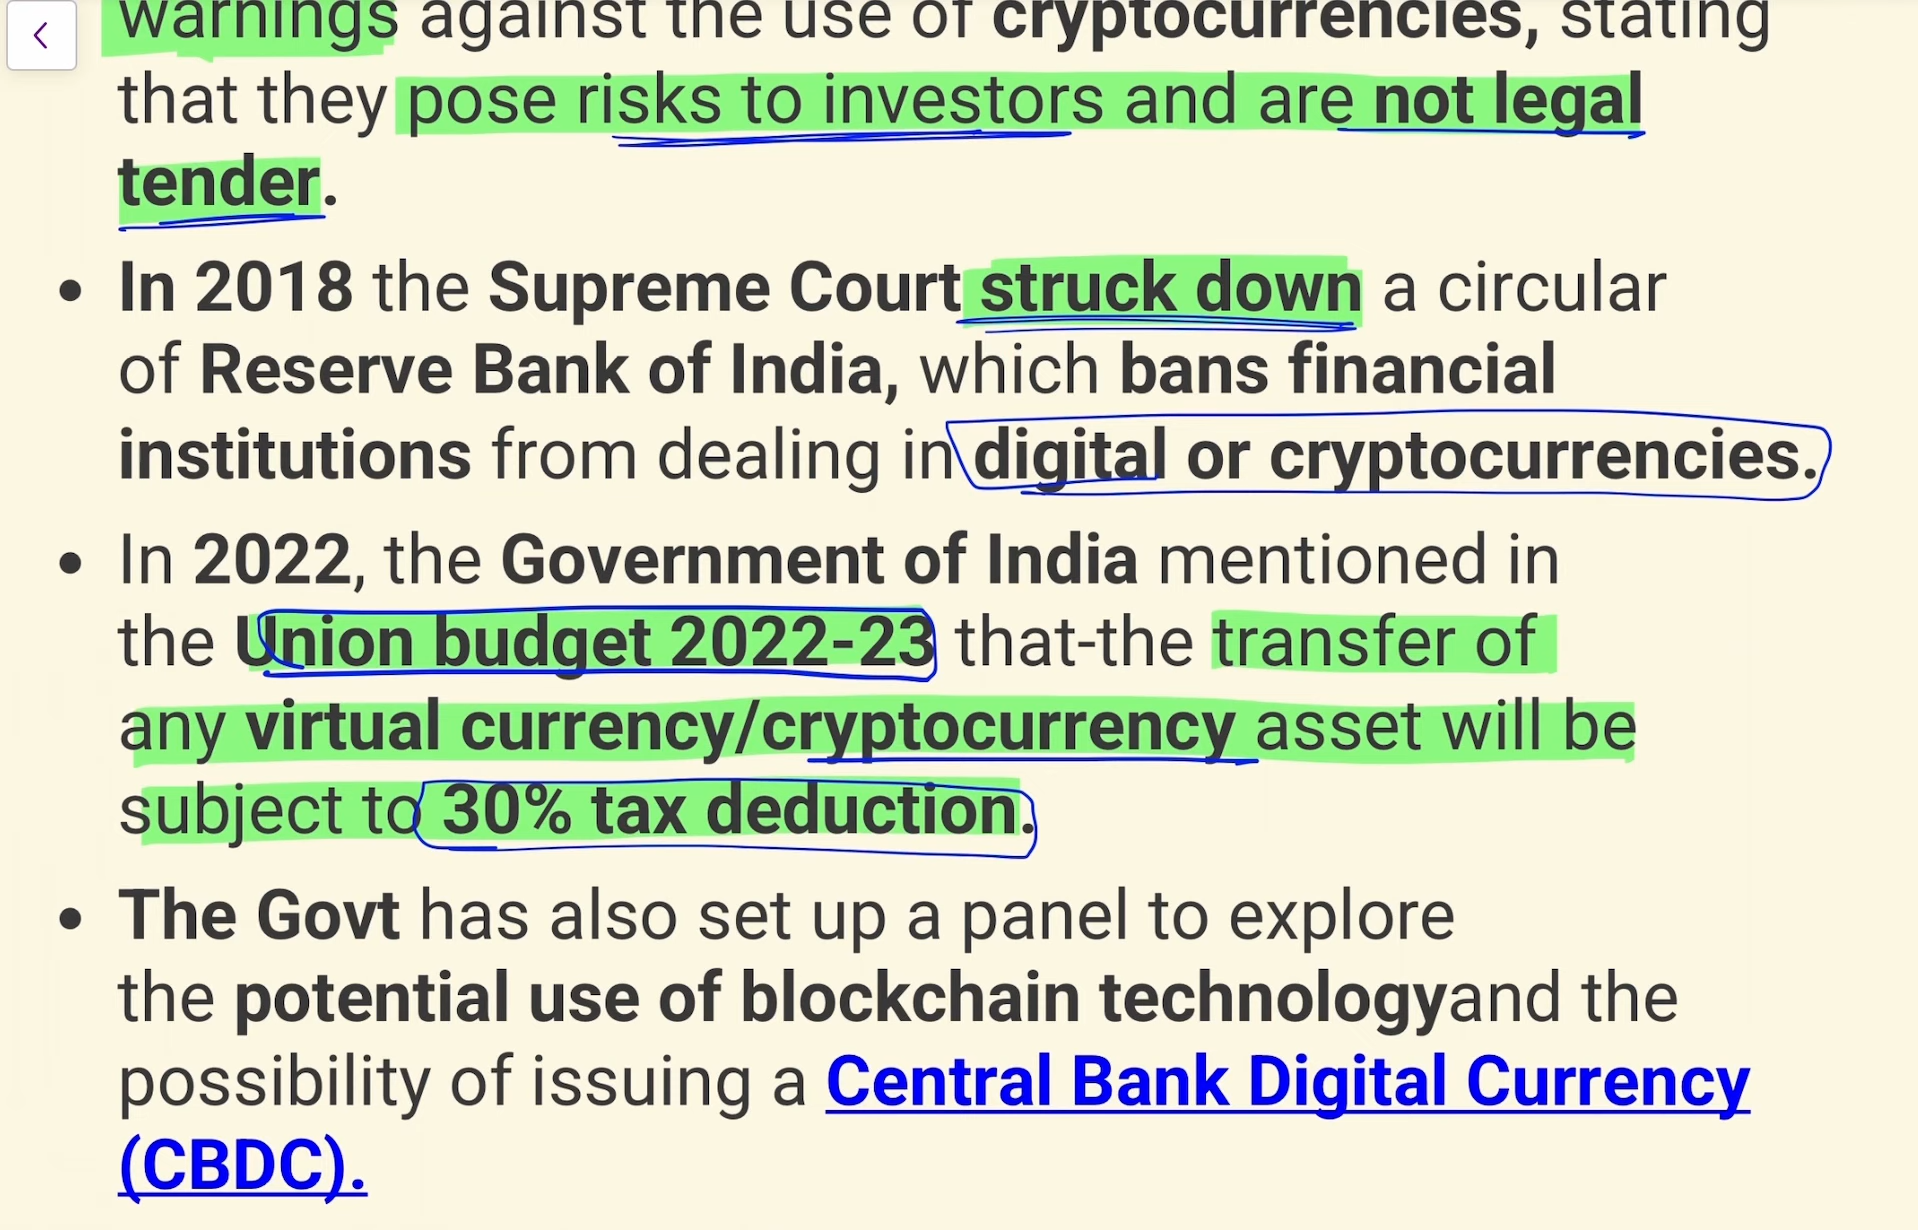 warnings against the use of cryptocurrencies, stating
that they pose risks to investors and are not legal
tender.
• In 2018 the Supreme Court struck down a circular
of Reserve Bank of India, which bans financial
institutions from dealing in digital or cryptocurrencies.
• In 2022, the Government of India mentioned in
the Union budget 2022-23 that-the transfer of
any virtual currency/cryptocurrency asset will be
subject to 30% tax deduction.
• The Govt has also set up a panel to explore
the potential use of blockchain technologyand the
possibility of issuing a Central Bank Digital Currency
(CBDC).